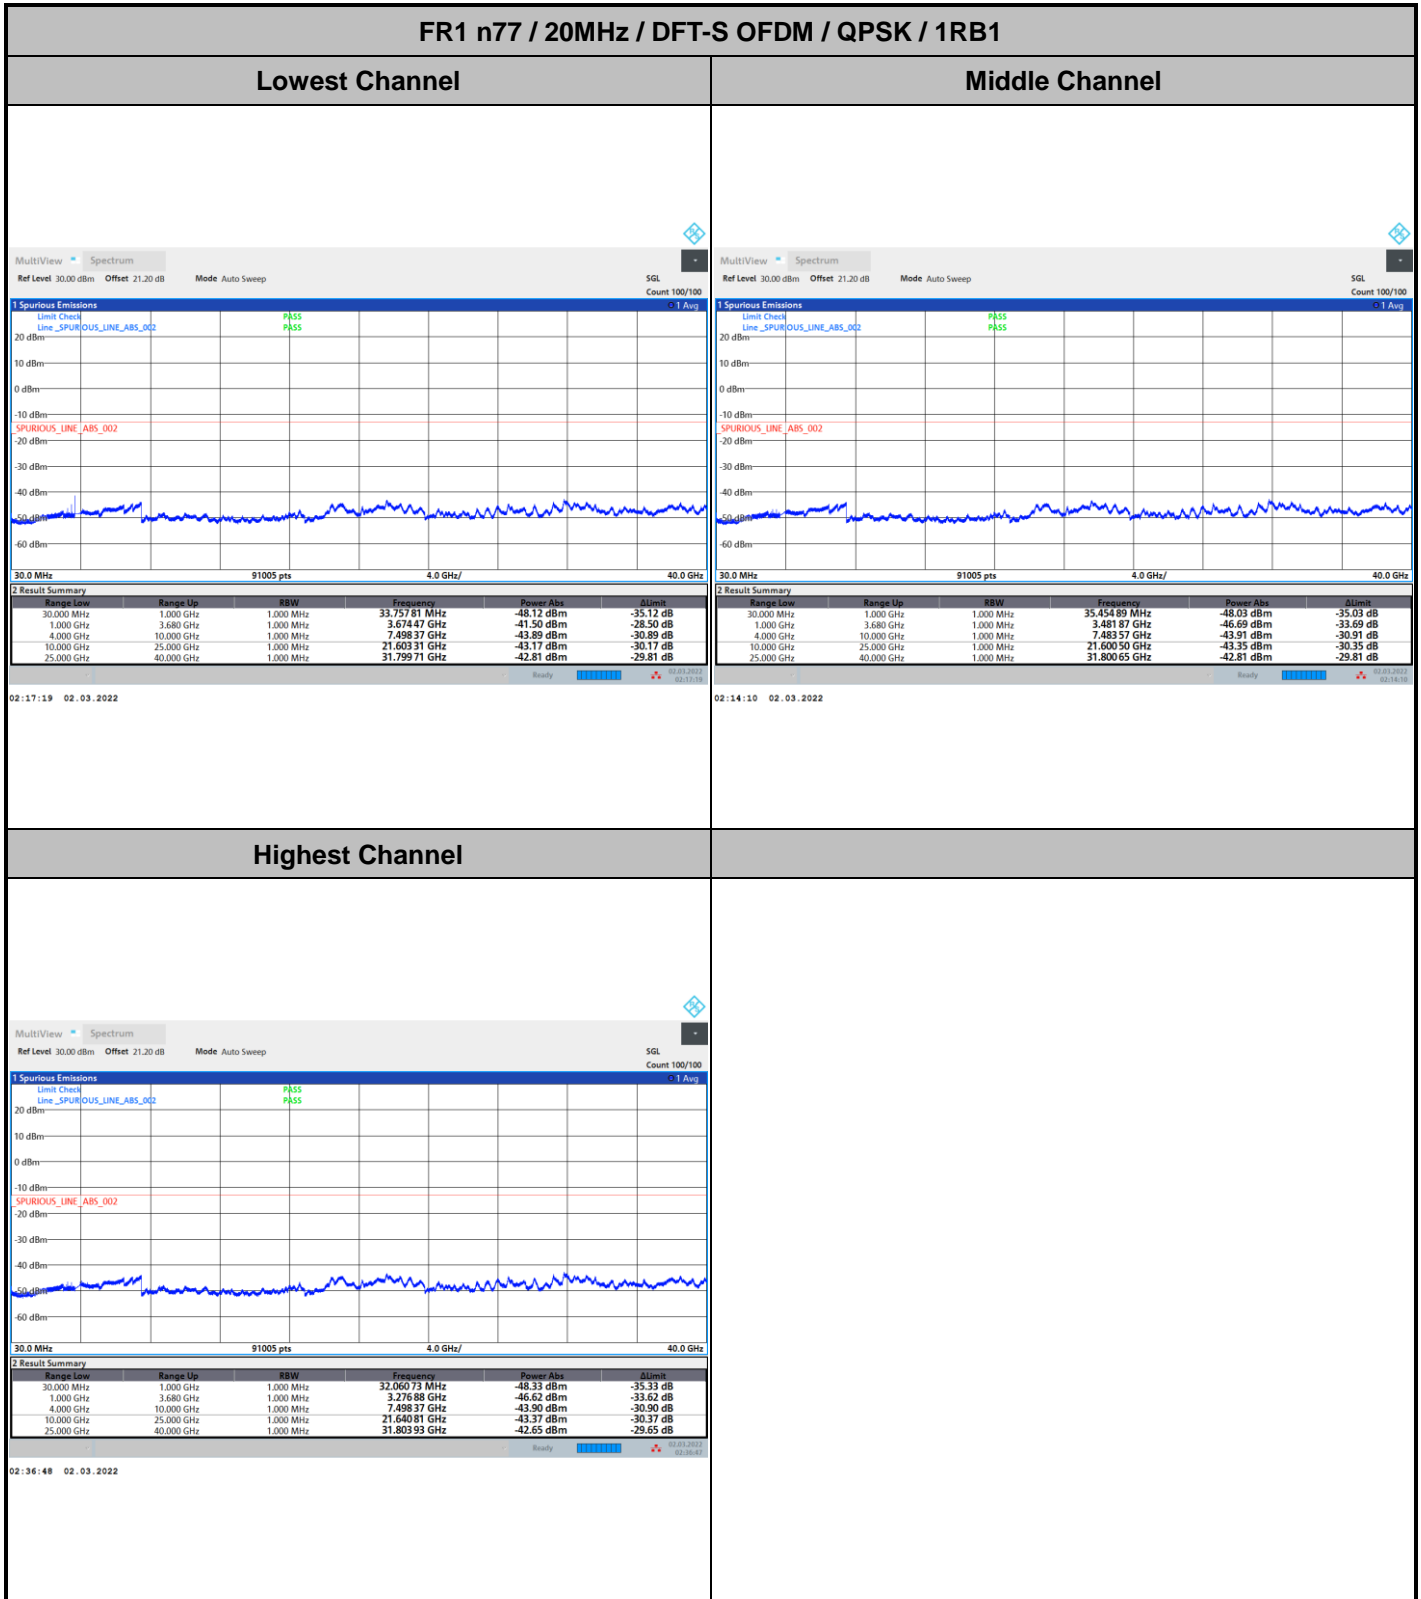 FR1 n77 / 20MHz / DFT-S OFDM / QPSK / 1RB1
Lowest Channel
MultiView Spectrum
Ref Level 30.00 dBm Offset 21.20 dB Mode Auto Sweep SGL
Count 100/100
1 Spurious Emissions 1 Avg
Limit Check PASS
Line _SPURIOUS_LINE_ABS_002 PASS
20 dBm
10 dBm
0 dBm
-10 dBm
_SPURIOUS_LINE_ABS_002
-20 dBm
-30 dBm
-40 dBm
-50 dBm
-60 dBm
30.0 MHz 91005 pts 4.0 GHz/ 40.0 GHz
2 Result Summary
Range Low Range Up RBW Frequency Power Abs ΔLimit
30.000 MHz 1.000 GHz 1.000 MHz 33.757 81 MHz -48.12 dBm -35.12 dB
1.000 GHz 3.680 GHz 1.000 MHz 3.674 47 GHz -41.50 dBm -28.50 dB
4.000 GHz 10.000 GHz 1.000 MHz 7.498 37 GHz -43.89 dBm -30.89 dB
10.000 GHz 25.000 GHz 1.000 MHz 21.603 31 GHz -43.17 dBm -30.17 dB
25.000 GHz 40.000 GHz 1.000 MHz 31.799 71 GHz -42.81 dBm -29.81 dB
Ready 02.03.2022
02:17:19
02:17:19 02.03.2022
Middle Channel
MultiView Spectrum
Ref Level 30.00 dBm Offset 21.20 dB Mode Auto Sweep SGL
Count 100/100
1 Spurious Emissions 1 Avg
Limit Check PASS
Line _SPURIOUS_LINE_ABS_002 PASS
20 dBm
10 dBm
0 dBm
-10 dBm
_SPURIOUS_LINE_ABS_002
-20 dBm
-30 dBm
-40 dBm
-50 dBm
-60 dBm
30.0 MHz 91005 pts 4.0 GHz/ 40.0 GHz
2 Result Summary
Range Low Range Up RBW Frequency Power Abs ΔLimit
30.000 MHz 1.000 GHz 1.000 MHz 35.454 89 MHz -48.03 dBm -35.03 dB
1.000 GHz 3.680 GHz 1.000 MHz 3.481 87 GHz -46.69 dBm -33.69 dB
4.000 GHz 10.000 GHz 1.000 MHz 7.483 57 GHz -43.91 dBm -30.91 dB
10.000 GHz 25.000 GHz 1.000 MHz 21.600 50 GHz -43.35 dBm -30.35 dB
25.000 GHz 40.000 GHz 1.000 MHz 31.800 65 GHz -42.81 dBm -29.81 dB
Ready 02.03.2022
02:14:10
02:14:10 02.03.2022
Highest Channel
MultiView Spectrum
Ref Level 30.00 dBm Offset 21.20 dB Mode Auto Sweep SGL
Count 100/100
1 Spurious Emissions 1 Avg
Limit Check PASS
Line _SPURIOUS_LINE_ABS_002 PASS
20 dBm
10 dBm
0 dBm
-10 dBm
_SPURIOUS_LINE_ABS_002
-20 dBm
-30 dBm
-40 dBm
-50 dBm
-60 dBm
30.0 MHz 91005 pts 4.0 GHz/ 40.0 GHz
2 Result Summary
Range Low Range Up RBW Frequency Power Abs ΔLimit
30.000 MHz 1.000 GHz 1.000 MHz 32.060 73 MHz -48.33 dBm -35.33 dB
1.000 GHz 3.680 GHz 1.000 MHz 3.276 88 GHz -46.62 dBm -33.62 dB
4.000 GHz 10.000 GHz 1.000 MHz 7.498 37 GHz -43.90 dBm -30.90 dB
10.000 GHz 25.000 GHz 1.000 MHz 21.640 81 GHz -43.37 dBm -30.37 dB
25.000 GHz 40.000 GHz 1.000 MHz 31.803 93 GHz -42.65 dBm -29.65 dB
Ready 02.03.2022
02:36:47
02:36:48 02.03.2022